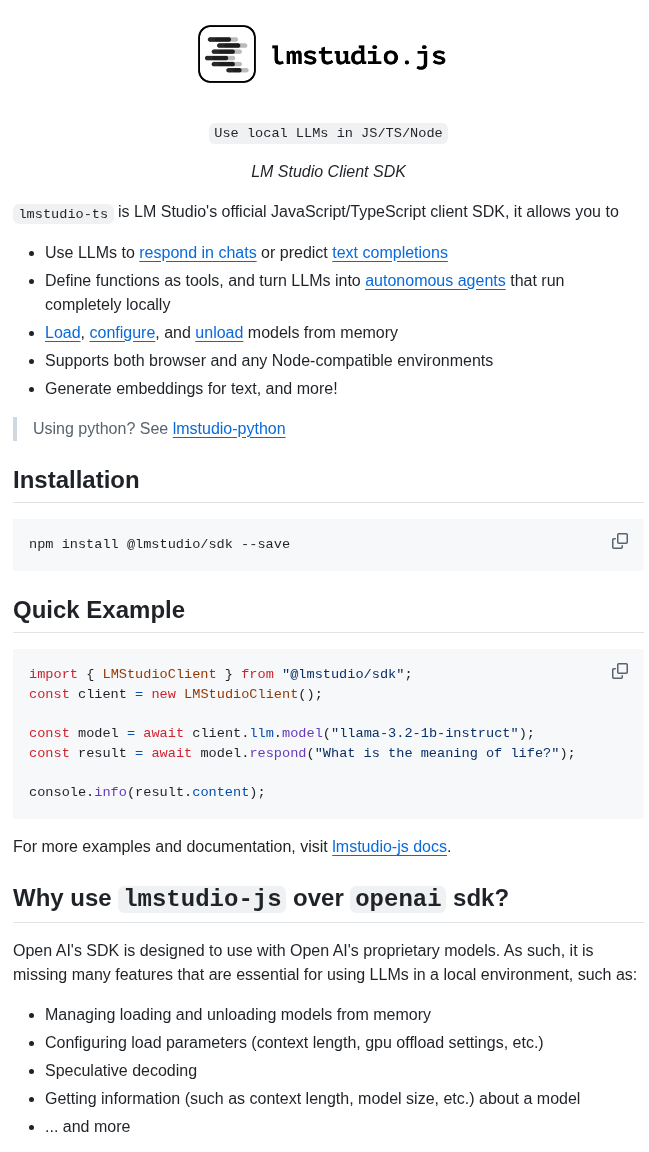 lmstudio.js
Use local LLMs in JS/TS/Node
LM Studio Client SDK
lmstudio-ts is LM Studio's official JavaScript/TypeScript client SDK, it allows you to
• Use LLMs to respond in chats or predict text completions
• Define functions as tools, and turn LLMs into autonomous agents that run
completely locally
• Load, configure, and unload models from memory
• Supports both browser and any Node-compatible environments
• Generate embeddings for text, and more!
Using python? See lmstudio-python
Installation
npm install @lmstudio/sdk --save
Quick Example
import { LMStudioClient } from "@lmstudio/sdk";
const client = new LMStudioClient();
const model = await client.llm.model("llama-3.2-1b-instruct");
const result = await model.respond("What is the meaning of life?");
console.info(result.content);
For more examples and documentation, visit lmstudio-js docs.
Why use lmstudio-js over openai sdk?
Open AI's SDK is designed to use with Open AI's proprietary models. As such, it is
missing many features that are essential for using LLMs in a local environment, such as:
• Managing loading and unloading models from memory
• Configuring load parameters (context length, gpu offload settings, etc.)
• Speculative decoding
• Getting information (such as context length, model size, etc.) about a model
• ... and more